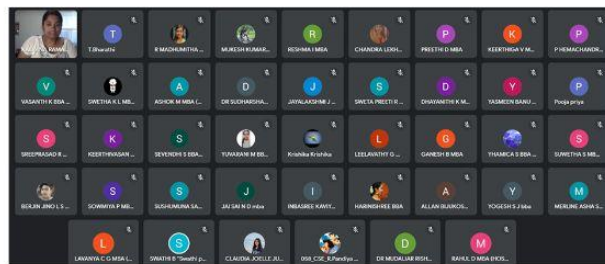 T
T.Bharathi
R MADHUMITHA ...
MUKESH KUMAR...
R
RESHMA I MBA
CHANDRA LEKH...
P
PREETHI D MBA
K
KEERTHIGA V M...
P
P HEMACHANDR...
V
VASANTH K BBA ...
SWETHA K L MB...
A
ASHOK M MBA (...
D
DR SUDHARSHA...
J
JAYALAKSHMI J ...
S
SWETA PREETI R ...
D
DHAYANITHI K M...
Y
YASMEEN BANU ...
P
Pooja priya
S
SREEPRASAD R ...
K
KEERTHIVASAN ...
S
SEVENDHI S BBA...
YUVARANI M BB...
Krishika Krishika
L
LEELAVATHY G ...
G
GANESH B MBA
YHAMICA S BBA ...
S
SUWETHA S MB...
BERJIN JINO L S ...
S
SOWMIYA P MB...
S
SUSHUMUNA SA...
J
JAI SAI N D mba
I
INBASREE KAVIY...
HARINISHREE BBA
A
ALLAN BIJUKOS...
Y
YOGESH S J bba
M
MERLINE ASHA S...
L
LAVANYA C G MBA (...
S
SWATHI B "Swathi p...
CLAUDIA JOELLE JU...
068_CSE_R.Pandiya ...
D
DR MUDALIAR RISH...
R
RAHUL D MBA (HOS...